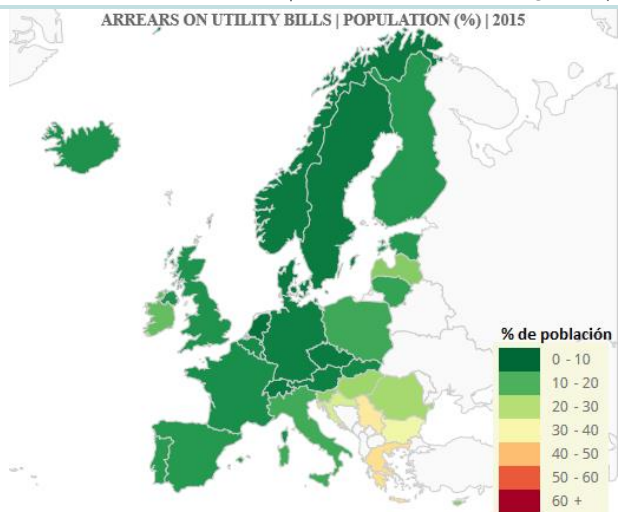 ARREARS ON UTILITY BILLS | POPULATION (%) | 2015
% de población
0 - 10
10 - 20
20 - 30
30 - 40
40 - 50
50 - 60
60 +